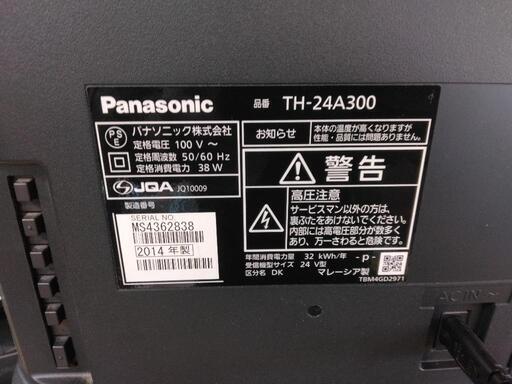 Panasonic
品番 TH-24A300
PSE
パナソニック株式会社
定格電圧 100 V ～
定格周波数 50/60 Hz
定格消費電力 38 W
JQA JQ10009
製造番号
SERIAL NO.
MS4362838
2014 年製
お知らせ
本体の温度が高くなりますが
性能・品質には問題ありません。
警告
高圧注意
サービスマン以外の方は、
裏ぶたをあけないでください。
内部には高電圧部分が数多く
あり、万一さわると危険です。
年間消費電力量 32 kWh/年
受信機型サイズ 24 V型
区分名 DK マレーシア製
-P-
TBM4GD2971
AC IN ～